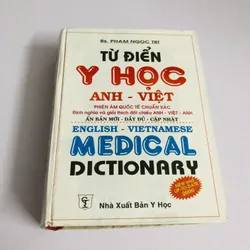 Bs. PHẠM NGỌC TRÍ
TỪ ĐIỂN
Y HỌC
ANH - VIỆT
PHIÊN ÂM QUỐC TẾ CHUẨN XÁC
Định nghĩa và giải thích đối chiếu ANH - VIỆT - ANH
ẤN BẢN MỚI - ĐẦY ĐỦ - CẬP NHẬT
ENGLISH - VIETNAMESE
MEDICAL
DICTIONARY
Nhà Xuất Bản Y Học